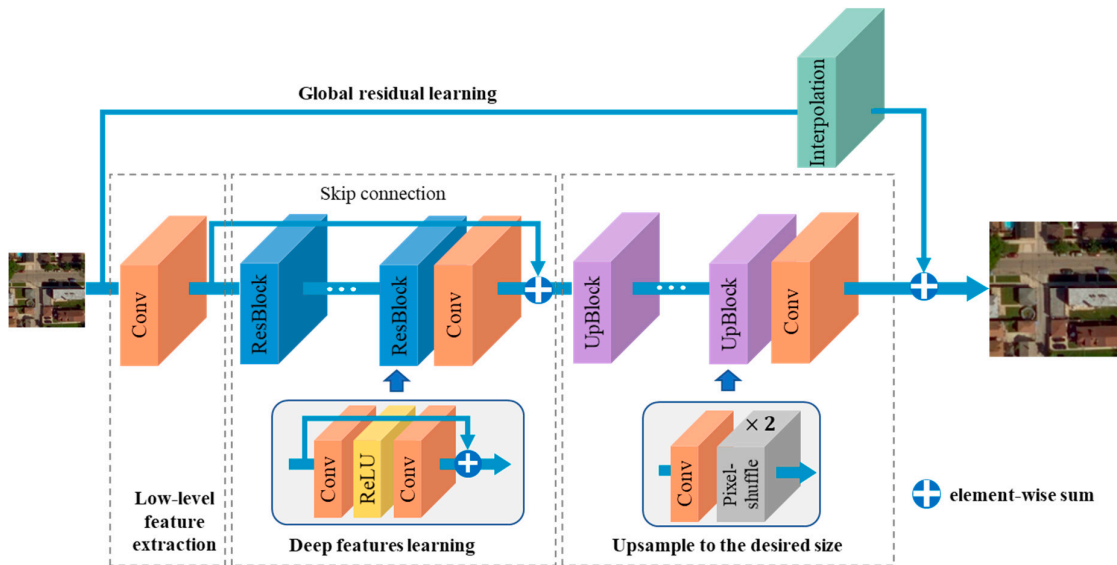 Global residual learning
Interpolation
Skip connection
Conv
ResBlock
...
ResBlock
Conv
UpBlock
...
UpBlock
Conv
Conv
ReLU
Conv
Conv
× 2
Pixel-
shuffle
Low-level
feature
extraction
Deep features learning
Upsample to the desired size
element-wise sum